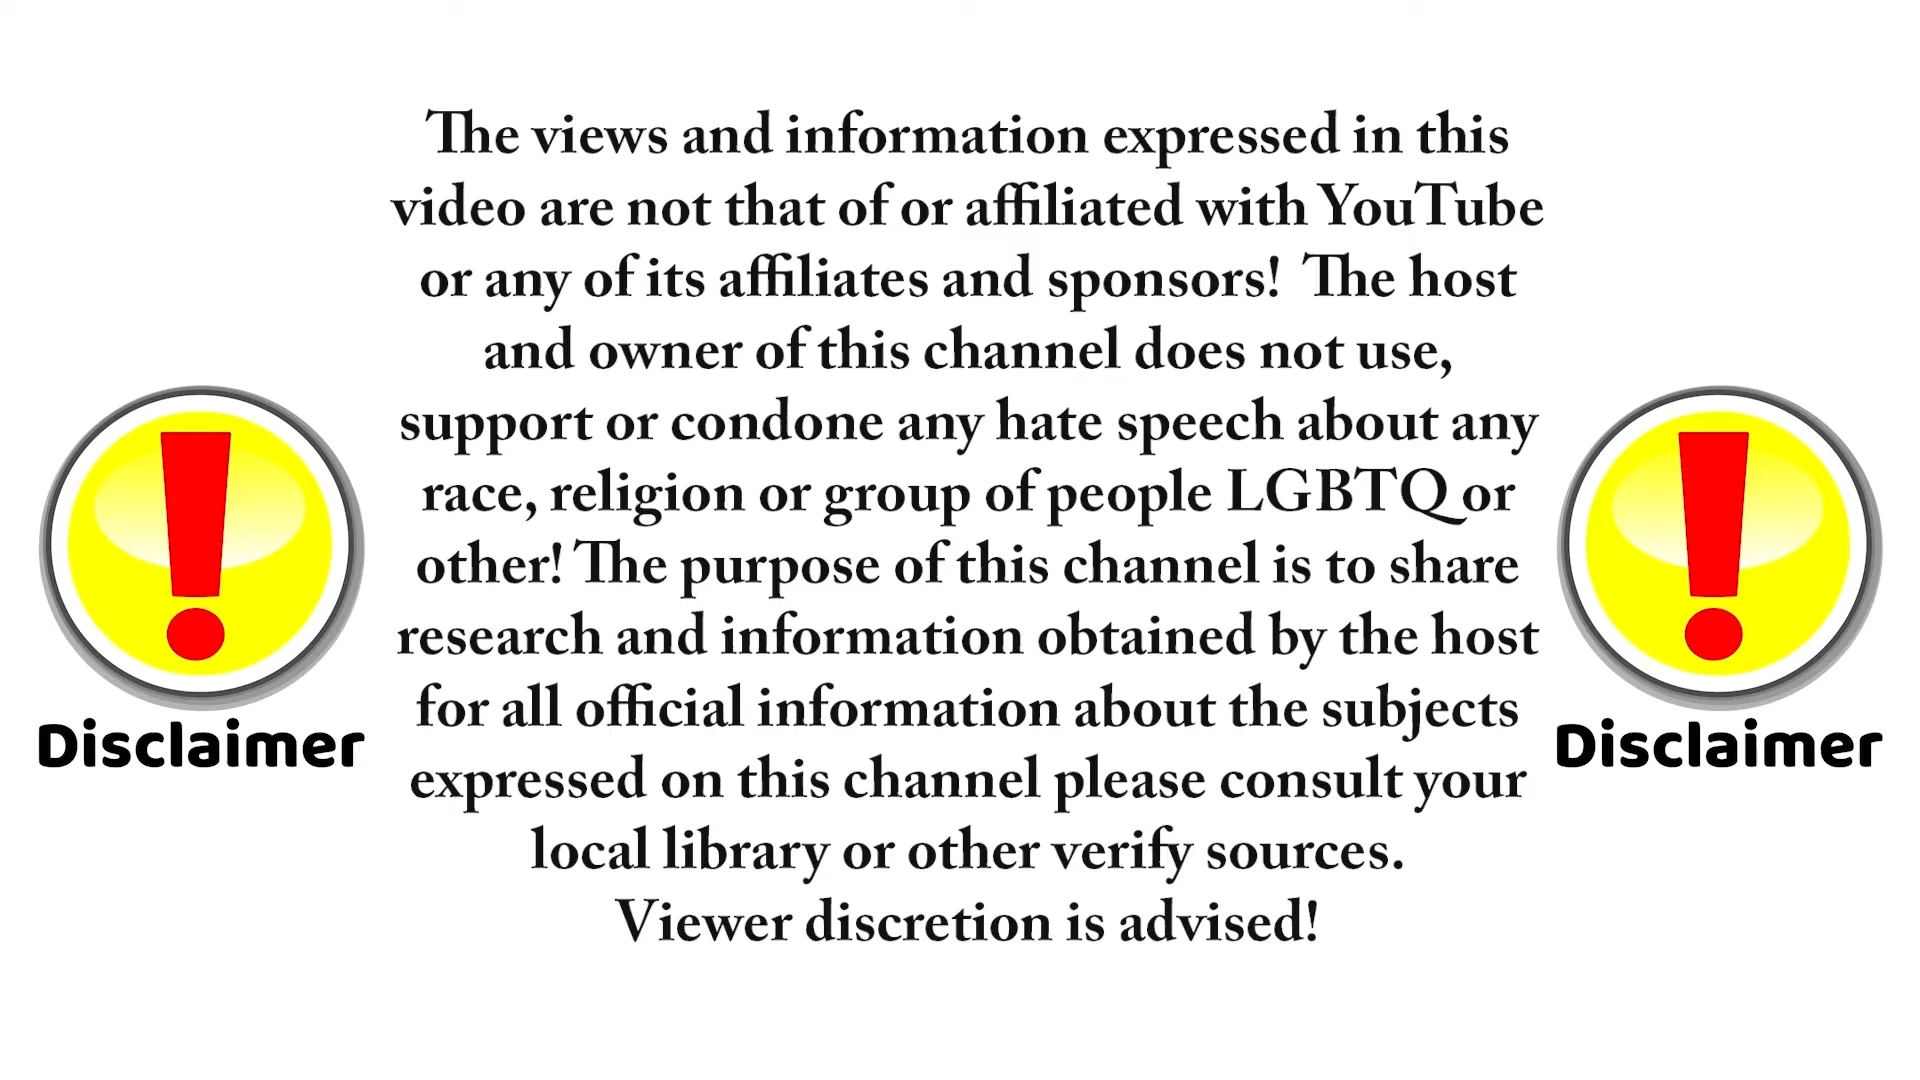 The views and information expressed in this
video are not that of or affiliated with YouTube
or any of its affiliates and sponsors! The host
and owner of this channel does not use,
support or condone any hate speech about any
race, religion or group of people LGBTQ or
other! The purpose of this channel is to share
research and information obtained by the host
for all official information about the subjects
expressed on this channel please consult your
local library or other verify sources.
Viewer discretion is advised!
Disclaimer
Disclaimer